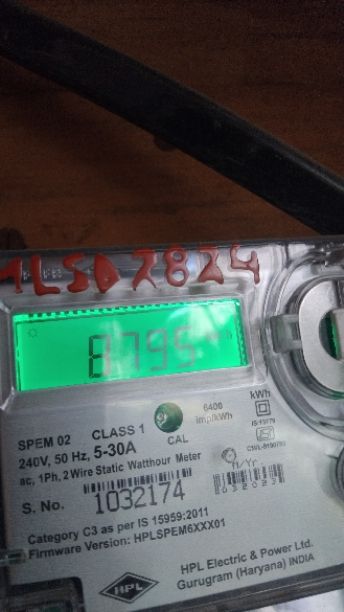 MLSD2824
8795
SPEM 02 CLASS 1
240V, 50 Hz, 5-30A
CAL
6400
imp/kWh
kWh
ac, 1Ph, 2 Wire Static Watthour Meter
S. No. 1032174
Category C3 as per IS 15959:2011
Firmware Version: HPLSPEM6XXX01
HPL
HPL Electric & Power Ltd.
Gurugram (Haryana) INDIA